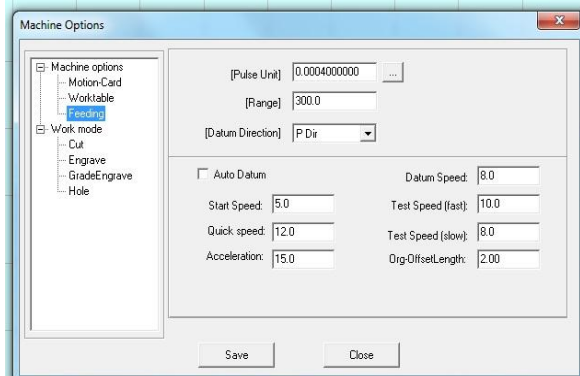 Machine Options
Machine options
Motion-Card
Worktable
Feeding
Work mode
Cut
Engrave
GradeEngrave
Hole
[Pulse Unit] 0.0004000000 ...
[Range] 300.0
[Datum Direction] P Dir
Auto Datum
Datum Speed: 8.0
Start Speed: 5.0
Test Speed (fast): 10.0
Quick speed: 12.0
Test Speed (slow): 8.0
Acceleration: 15.0
Org-OffsetLength: 2.00
Save
Close